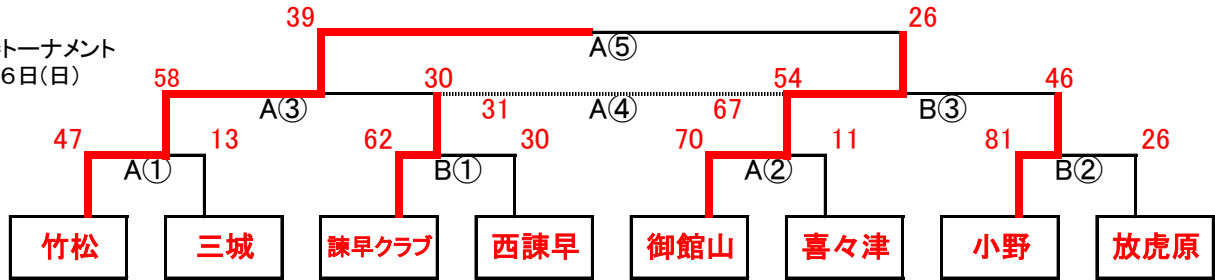 39 26
トーナメント A⑤
6日(日)
58 30 54 46
A③ 31 A④ 67 B③
47 13 62 30 70 11 81 26
A① B① A② B②
竹松 三城 諫早クラブ 西諫早 御館山 喜々津 小野 放虎原